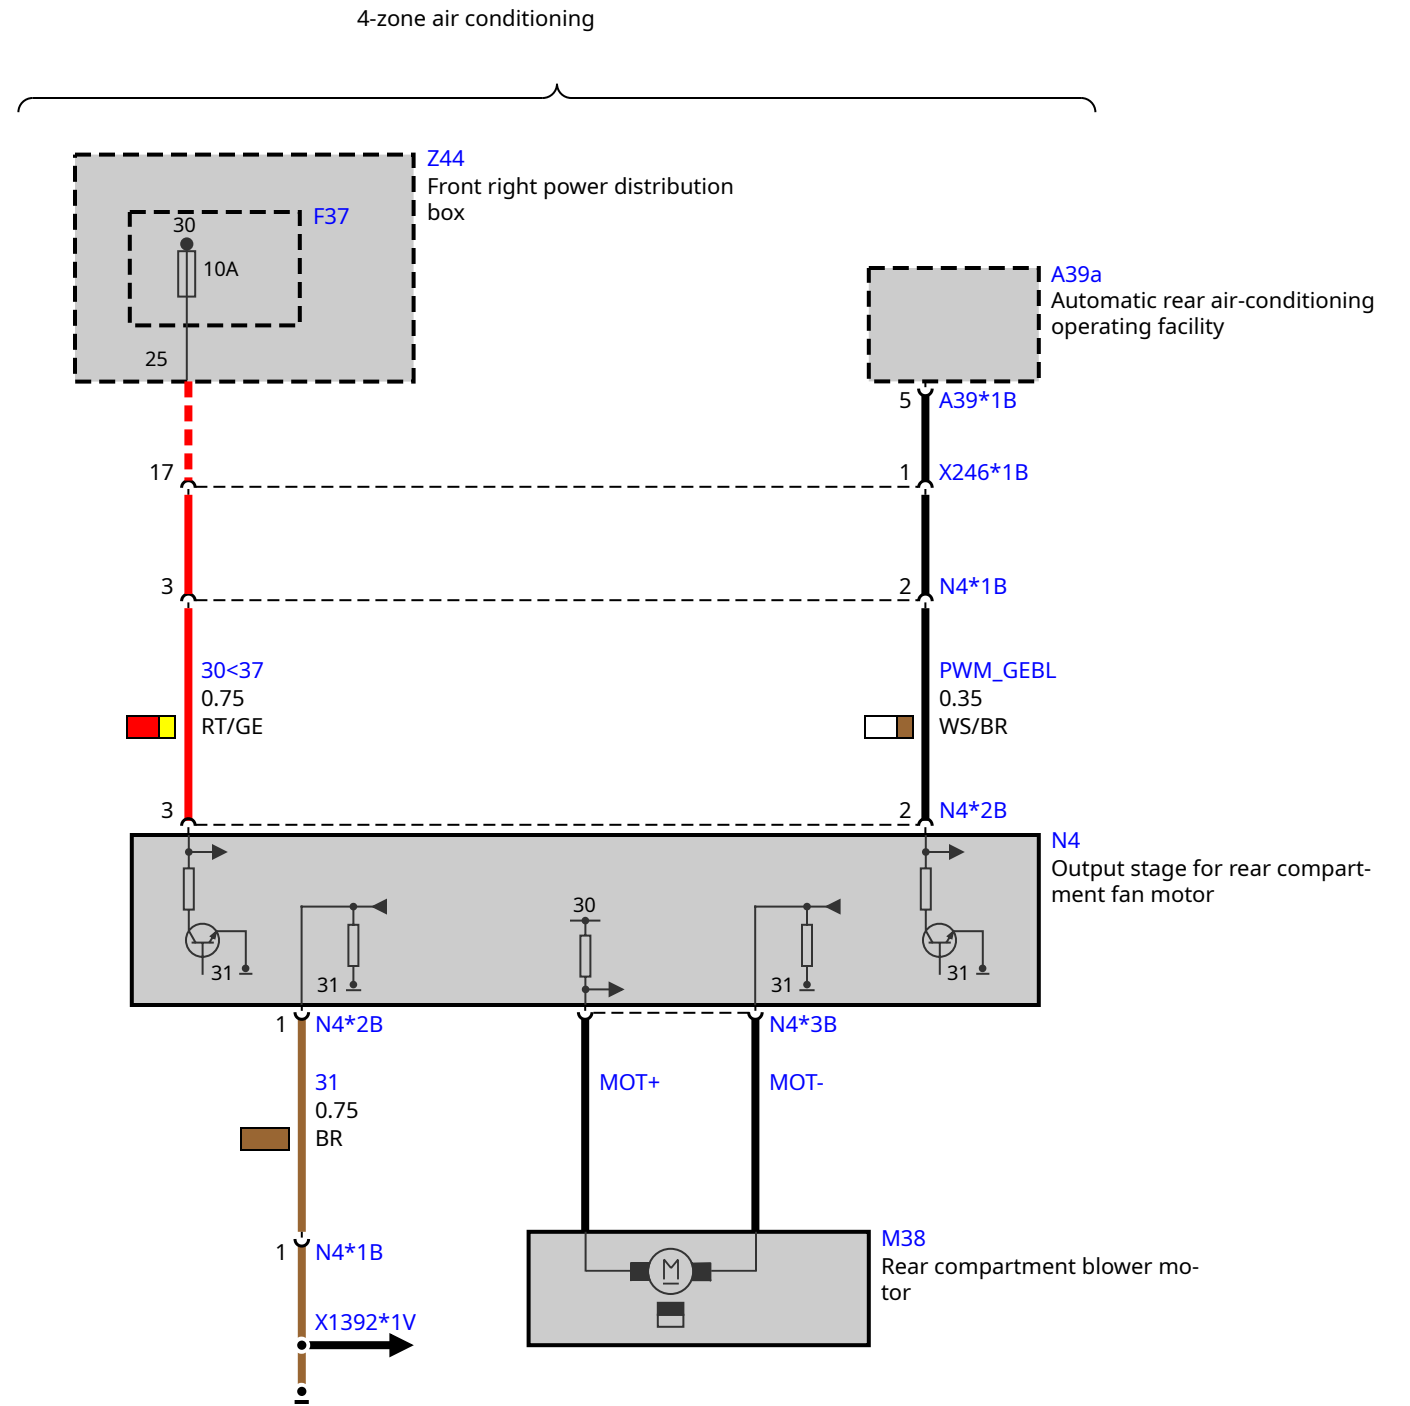 4-zone air conditioning
Z44
Front right power distribution
box
F37
30
10A
25
A39a
Automatic rear air-conditioning
operating facility
5 A39*1B
17
1 X246*1B
3
2 N4*1B
30<37
0.75
RT/GE
PWM_GEBL
0.35
WS/BR
3
2 N4*2B
N4
Output stage for rear compart-
ment fan motor
30
31
31
31
31
1 N4*2B
N4*3B
31
0.75
BR
MOT+
MOT-
1 N4*1B
M38
Rear compartment blower mo-
tor
M
X1392*1V